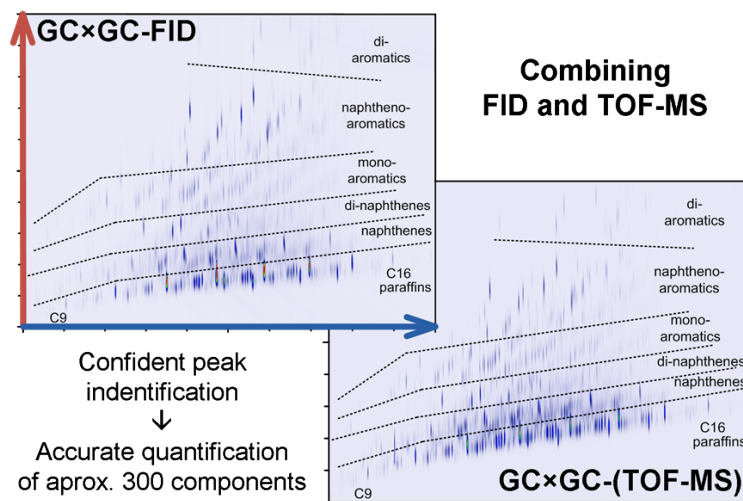 GC×GC-FID
di-
aromatics
naphtheno-
aromatics
mono-
aromatics
di-naphthenes
naphthenes
C16
paraffins
C9
Combining
FID and TOF-MS
di-
aromatics
naphtheno-
aromatics
mono-
aromatics
di-naphthenes
naphthenes
C16
paraffins
C9
GC×GC-(TOF-MS)
Confident peak
indentification
↓
Accurate quantification
of aprox. 300 components